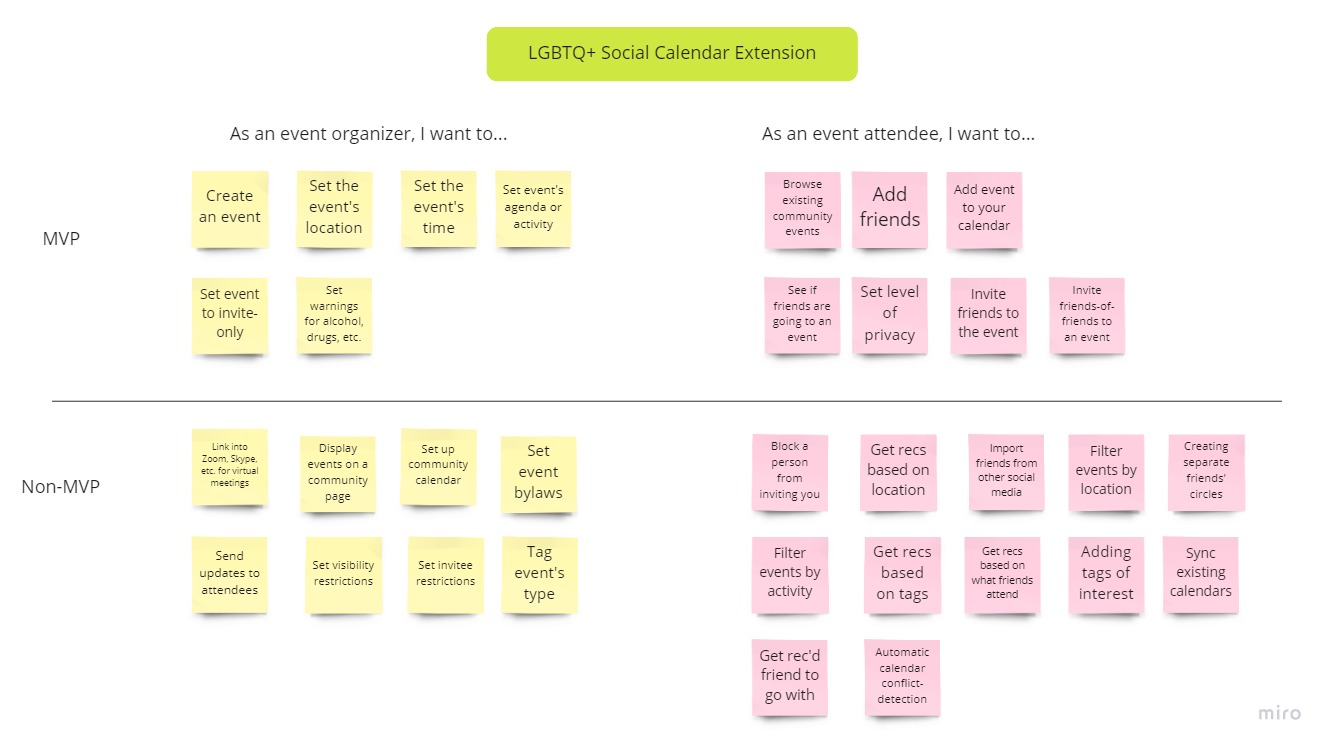 LGBTQ+ Social Calendar Extension
As an event organizer, I want to...
As an event attendee, I want to...
MVP
Create
an event
Set the
event's
location
Set the
event's
time
Set event's
agenda or
activity
Browse
existing
community
events
Add
friends
Add event
to your
calendar
Set event
to invite-
only
Set
warnings
for alcohol,
drugs, etc.
See if
friends are
going to an
event
Set level
of
privacy
Invite
friends to
the event
Invite
friends-of-
friends to
an event
Non-MVP
Link into
Zoom, Skype,
etc. for virtual
meetings
Display
events on a
community
page
Set up
community
calendar
Set
event
bylaws
Block a
person
from
inviting you
Get recs
based on
location
Import
friends from
other social
media
Filter
events by
location
Creating
separate
friends'
circles
Send
updates to
attendees
Set visibility
restrictions
Set invitee
restrictions
Tag
event's
type
Filter
events by
activity
Get recs
based
on tags
Get recs
based on
what friends
attend
Adding
tags of
interest
Sync
existing
calendars
Get rec'd
friend to
go with
Automatic
calendar
conflict-
detection
miro